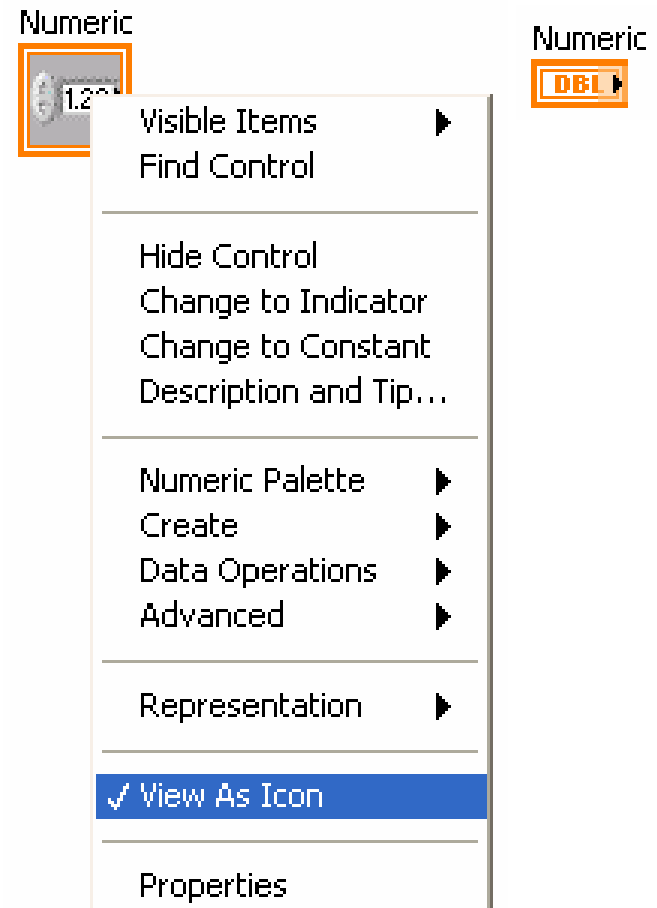 Numeric
Numeric
DBL
Visible Items
Find Control
Hide Control
Change to Indicator
Change to Constant
Description and Tip...
Numeric Palette
Create
Data Operations
Advanced
Representation
View As Icon
Properties